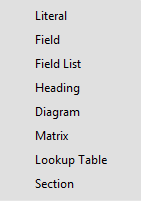 Literal
Field
Field List
Heading
Diagram
Matrix
Lookup Table
Section